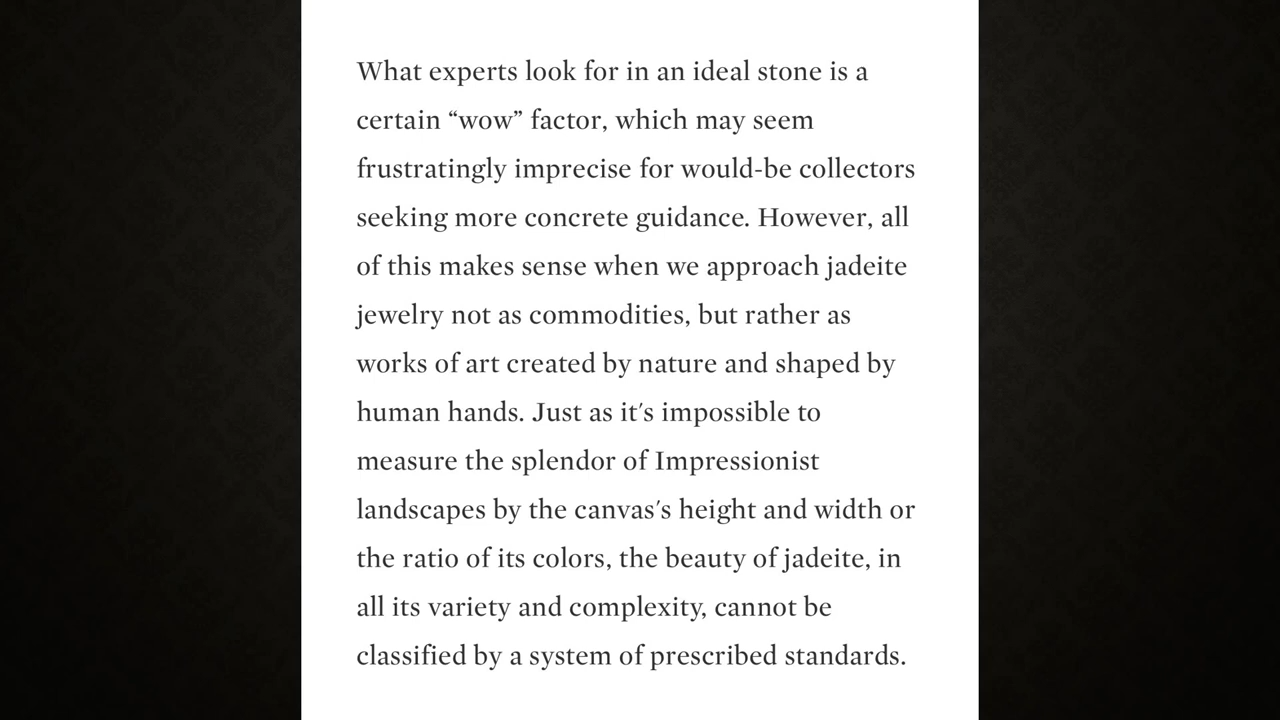 What experts look for in an ideal stone is a
certain “wow” factor, which may seem
frustratingly imprecise for would-be collectors
seeking more concrete guidance. However, all
of this makes sense when we approach jadeite
jewelry not as commodities, but rather as
works of art created by nature and shaped by
human hands. Just as it's impossible to
measure the splendor of Impressionist
landscapes by the canvas's height and width or
the ratio of its colors, the beauty of jadeite, in
all its variety and complexity, cannot be
classified by a system of prescribed standards.